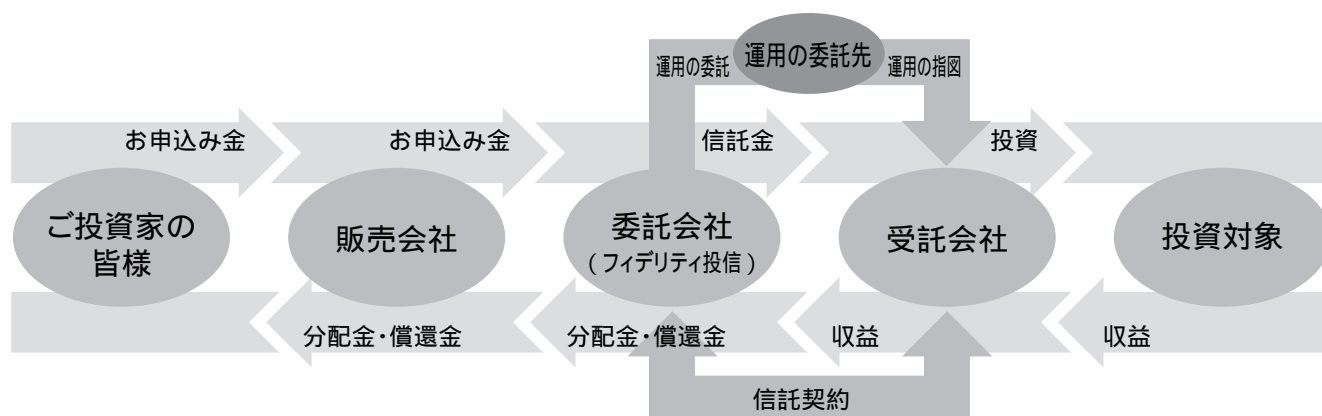 運用の委託
運用の委託先
運用の指図
お申込み金
お申込み金
信託金
投資
ご投資家の
皆様
販売会社
委託会社
(フィデリティ投信)
受託会社
投資対象
分配金・償還金
分配金・償還金
収益
収益
信託契約